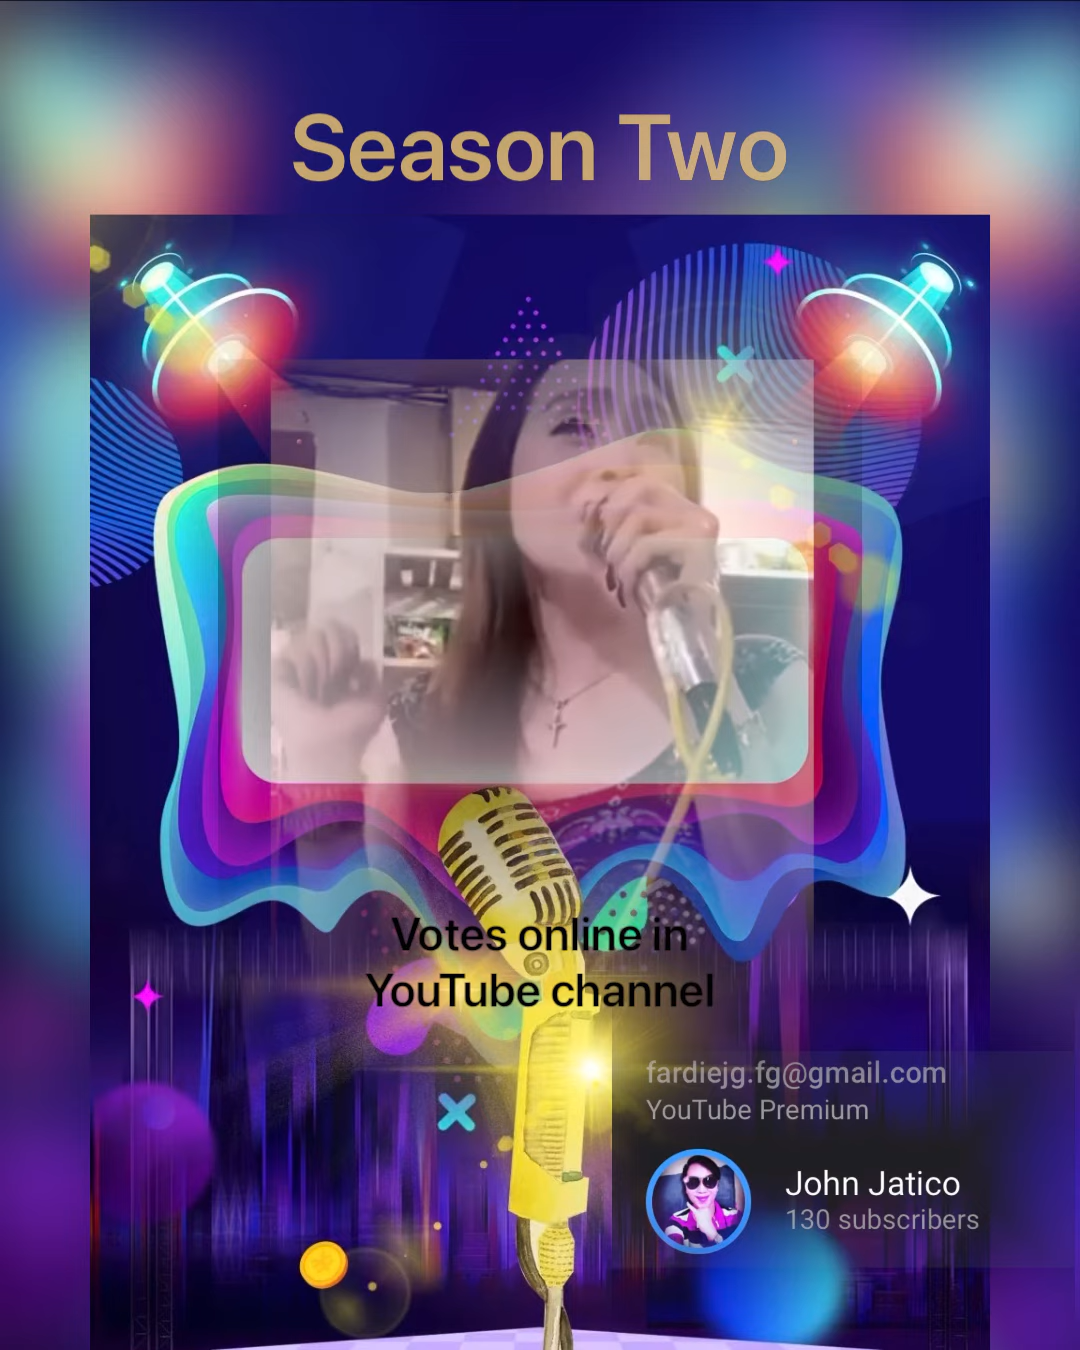 Season Two
Votes online in
YouTube channel
fardiejg.fg@gmail.com
YouTube Premium
John Jatico
130 subscribers